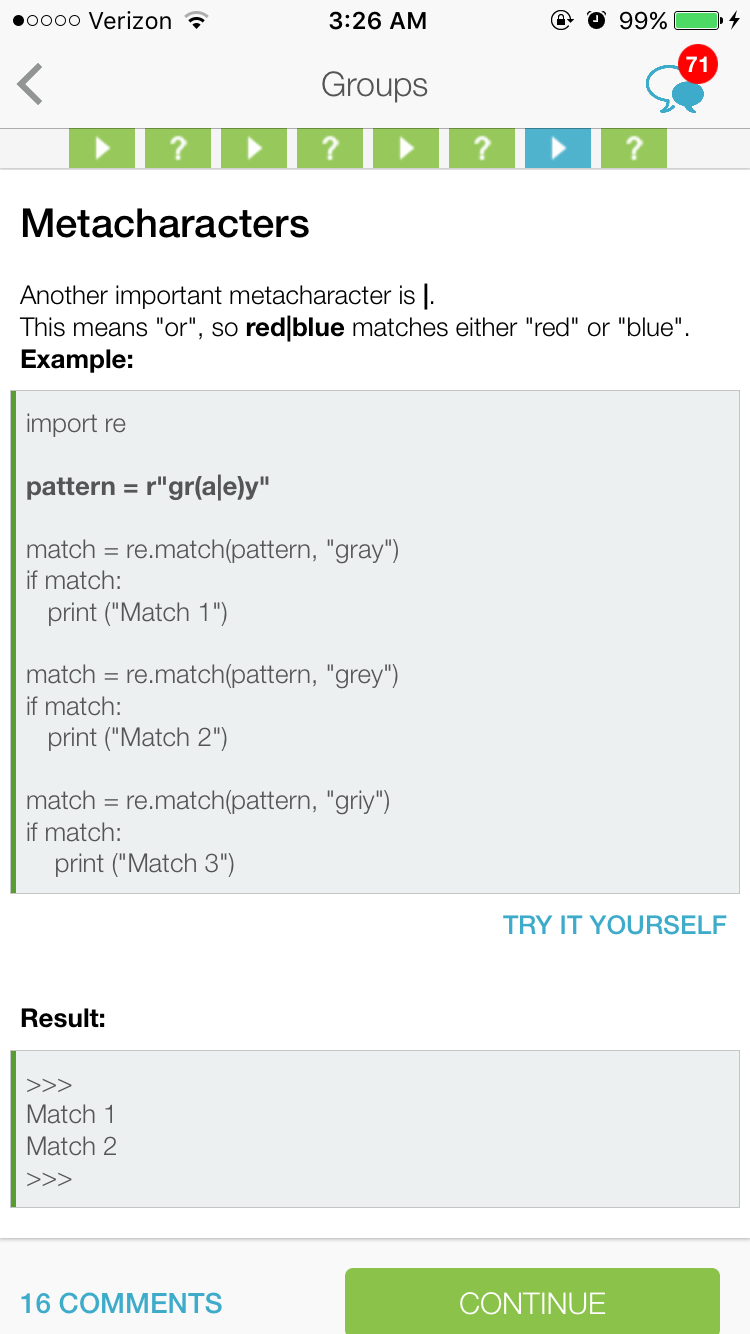 Verizon 3:26 AM 99%
Groups 71
? ? ? ?
Metacharacters
Another important metacharacter is |.
This means "or", so red|blue matches either "red" or "blue".
Example:
import re
pattern = r"gr(a|e)y"
match = re.match(pattern, "gray")
if match:
print ("Match 1")
match = re.match(pattern, "grey")
if match:
print ("Match 2")
match = re.match(pattern, "griy")
if match:
print ("Match 3")
TRY IT YOURSELF
Result:
>>>
Match 1
Match 2
>>>
16 COMMENTS CONTINUE